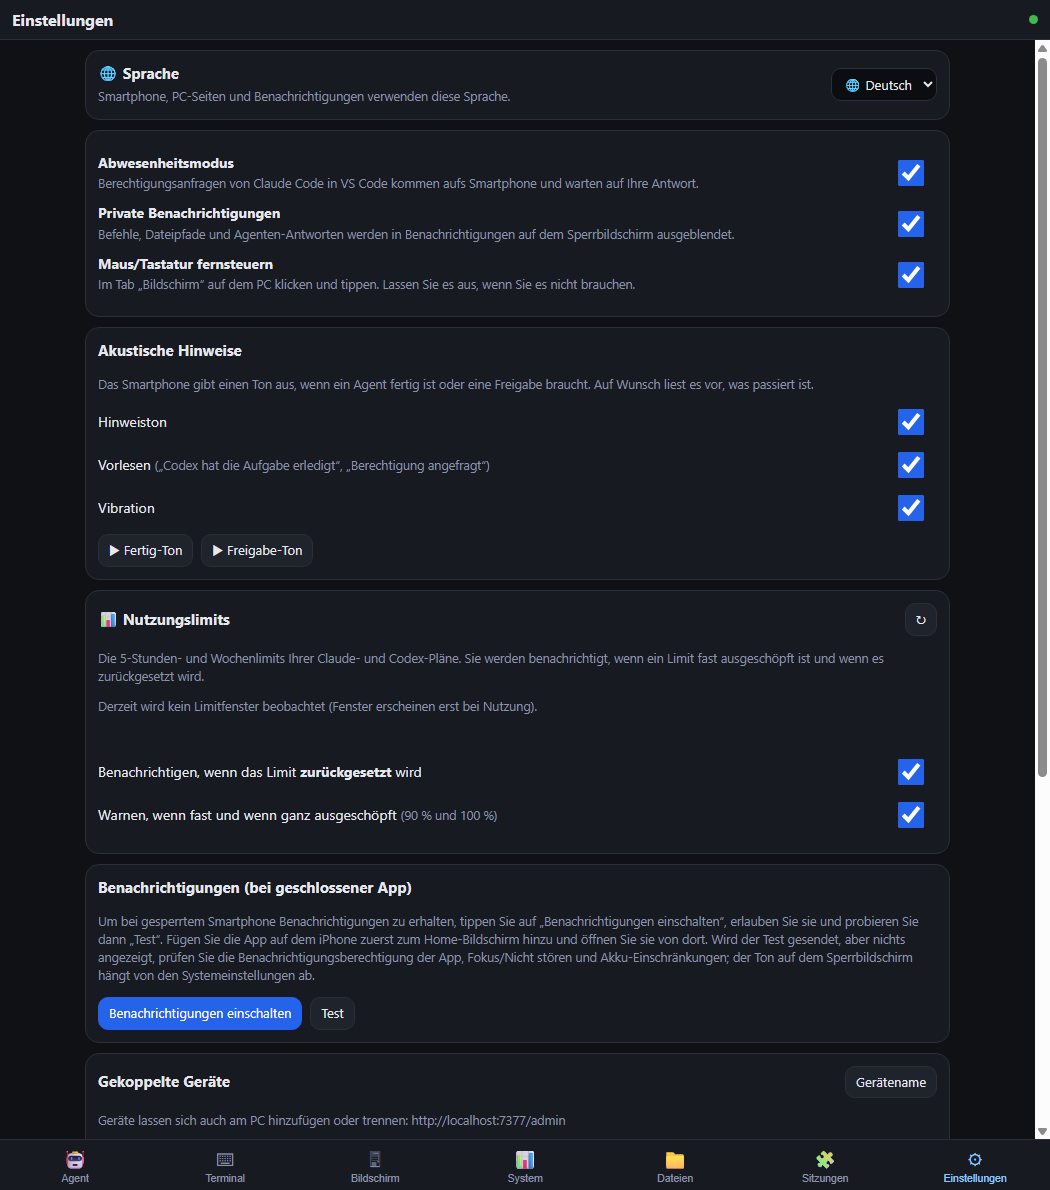 Einstellungen
Sprache
Smartphone, PC-Seiten und Benachrichtigungen verwenden diese Sprache.
Deutsch
Abwesenheitsmodus
Berechtigungsanfragen von Claude Code in VS Code kommen aufs Smartphone und warten auf Ihre Antwort.
Private Benachrichtigungen
Befehle, Dateipfade und Agenten-Antworten werden in Benachrichtigungen auf dem Sperrbildschirm ausgeblendet.
Maus/Tastatur fernsteuern
Im Tab „Bildschirm“ auf dem PC klicken und tippen. Lassen Sie es aus, wenn Sie es nicht brauchen.
Akustische Hinweise
Das Smartphone gibt einen Ton aus, wenn ein Agent fertig ist oder eine Freigabe braucht. Auf Wunsch liest es vor, was passiert ist.
Hinweiston
Vorlesen („Codex hat die Aufgabe erledigt“, „Berechtigung angefragt“)
Vibration
▶ Fertig-Ton ▶ Freigabe-Ton
Nutzungslimits
Die 5-Stunden- und Wochenlimits Ihrer Claude- und Codex-Pläne. Sie werden benachrichtigt, wenn ein Limit fast ausgeschöpft ist und wenn es
zurückgesetzt wird.
Derzeit wird kein Limitfenster beobachtet (Fenster erscheinen erst bei Nutzung).
Benachrichtigen, wenn das Limit zurückgesetzt wird
Warnen, wenn fast und wenn ganz ausgeschöpft (90 % und 100 %)
Benachrichtigungen (bei geschlossener App)
Um bei gesperrtem Smartphone Benachrichtigungen zu erhalten, tippen Sie auf „Benachrichtigungen einschalten“, erlauben Sie sie und probieren Sie
dann „Test“. Fügen Sie die App auf dem iPhone zuerst zum Home-Bildschirm hinzu und öffnen Sie sie von dort. Wird der Test gesendet, aber nichts
angezeigt, prüfen Sie die Benachrichtigungsberechtigung der App, Fokus/Nicht stören und Akku-Einschränkungen; der Ton auf dem Sperrbildschirm
hängt von den Systemeinstellungen ab.
Benachrichtigungen einschalten Test
Gekoppelte Geräte
Gerätename
Geräte lassen sich auch am PC hinzufügen oder trennen: http://localhost:7377/admin
Agent Terminal Bildschirm System Dateien Sitzungen Einstellungen